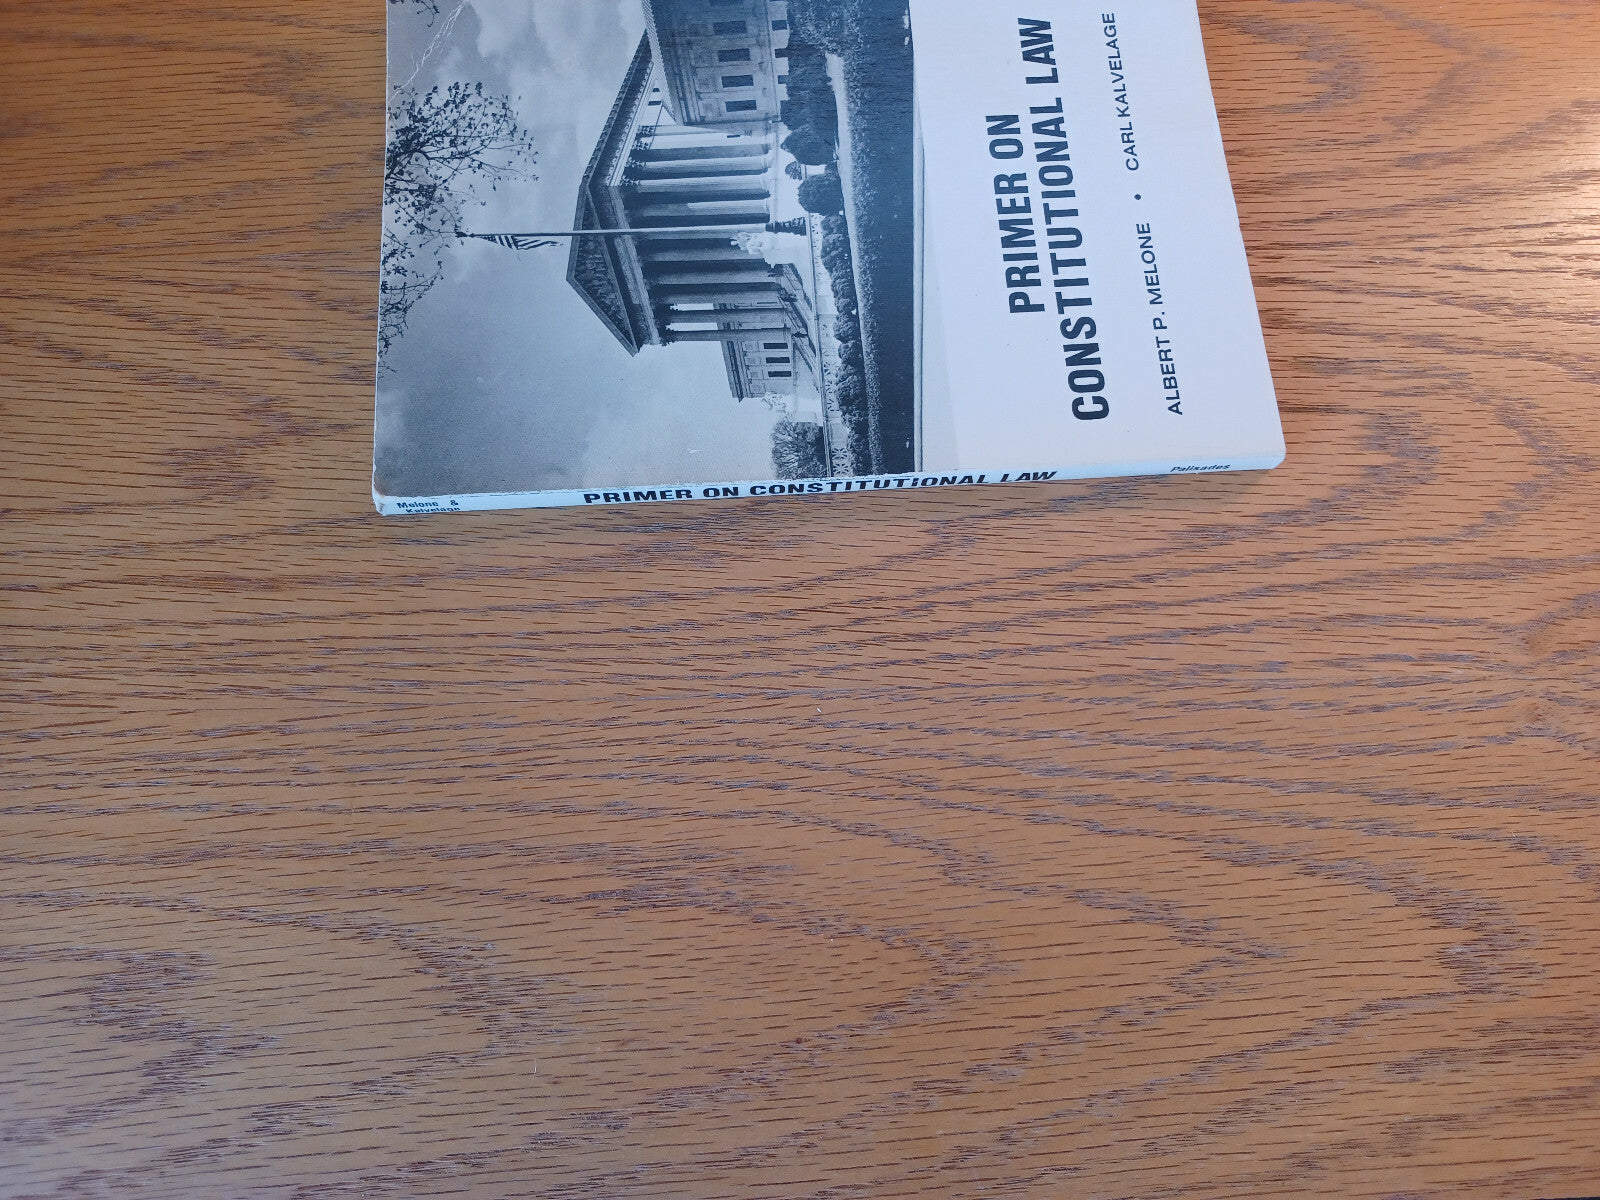 PRIMER ON
CONSTITUTIONAL LAW
ALBERT P. MELONE • CARL KALVELAGE
Melone &
Kalvelage
PRIMER ON CONSTITUTIONAL LAW
Palisades